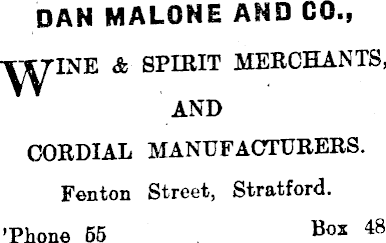 DAN MALONE AND CO.,
WINE & SPIRIT MERCHANTS,
AND
CORDIAL MANUFACTURERS.
Fenton Street, Stratford.
'Phone 55 Box 48